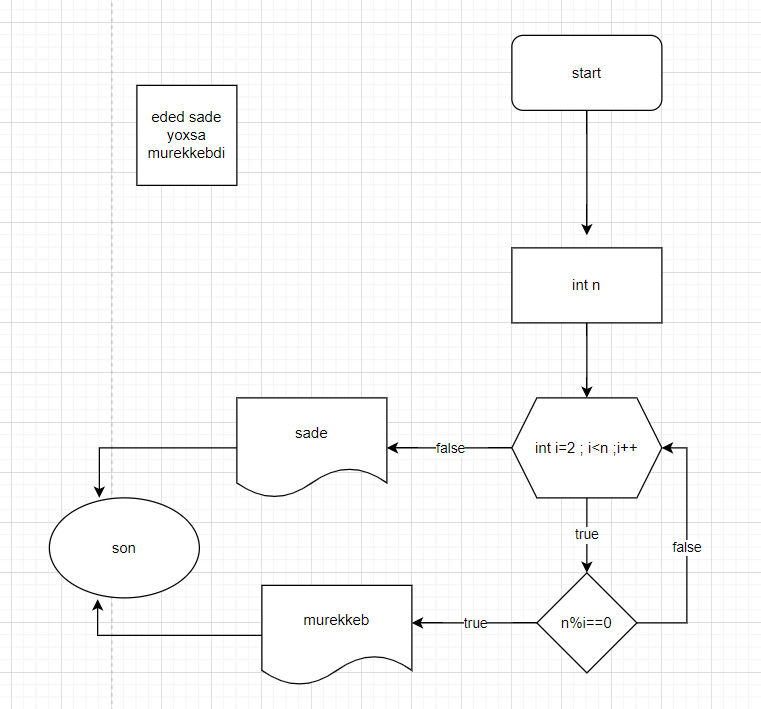 start
eded sade
yoxsa
murekkebdi
int n
sade
false
int i=2 ; i<n ;i++
true
son
false
murekkeb
true
n%i==0